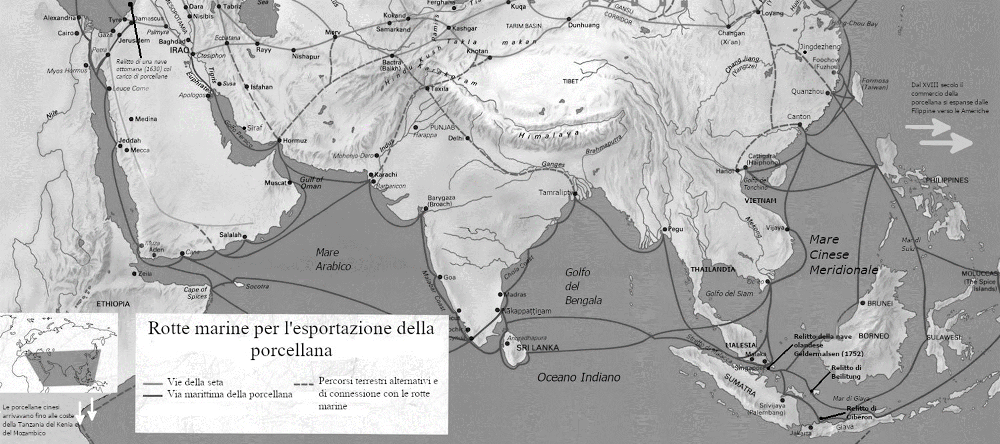 Alexandria
Cairo
Tyre
Damascus
Gaza
Jerusalem
Palmyra
Petra
Myos Hormus
Leuce Come
MESOPOTAMIA
Dara
Nisibis
Tabriz
Sea
Baghdad
IRAQ
Ctesiphon
Ecbatana
Rayy
Nishapur
Merv
Tigris
Euphrates
Susa
Isfahan
Apologos
Relitto di una nave
ottomana (1630) col
carico di porcellane
Nile
Medina
Jeddah
Mecca
Siraf
Golfo Persico
Hormuz
Muscat
Gulf of
Oman
Salalah
Muza
Aden
Cana
Zeila
Cape of
Spices
Socotra
ETHIOPIA
Kokand
Samarkand
Ferghana
Pamirs
Kashgar
Kuqa
TARIM BASIN
Takla makan
Khotan
Dunhuang
GANSU
CORRIDOR
Bactra
(Balkh)
Hindu Kush
Karakoram
Taxila
TIBET
PUNJAB
Harappa
Delhi
Himalaya
Brahmaputra
Indus
Mohenjo-Daro
Karachi
Barbaricon
Ganges
Tamralipti
Barygaza
(Broach)
Goa
Malabar Coast
Chola Coast
Madras
Nākappaṭṭinam
Anuradhapura
SRI LANKA
Mare
Arabico
Golfo
del
Bengala
Oceano Indiano
Loyang
Changan
(Xi'an)
Hang-Chou Bay
Jingdezheng
Foochow
(Fuzhou)
Chang Jiang
(Yangtze)
Quanzhou
Formosa
(Taiwan)
Canton
Cattigara
(Haiphong)
Hanoi
Golfo del
Tonchino
VIETNAM
Mekong
Vijaya
Pegu
THAILANDIA
Oc-eo
Golfo del Siam
Mare
Cinese
Meridionale
Dal XVIII secolo il
commercio della
porcellana si espanse dalle
Filippine verso le Americhe
PHILIPPINES
Mar di
Sulu
MOLUCCAS
(The Spice
Islands)
BRUNEI
BORNEO
SULAWESI
Stretto di Malacca
MALESIA
Malaka
Singapore
SUMATRA
Srivijaya
(Palembang)
Relitto della nave
olandese
Geldermalsen (1752)
Relitto di
Beilitung
Mar di Giava
Relitto di
Ciberon
Giava
Jakarta
Rotte marine per l'esportazione della
porcellana
Vie della seta
Via marittima della porcellana
Percorsi terrestri alternativi e
di connessione con le rotte
marine
Le porcellane cinesi
arrivavano fino alle coste
della Tanzania del Kenia e
del Mozambico